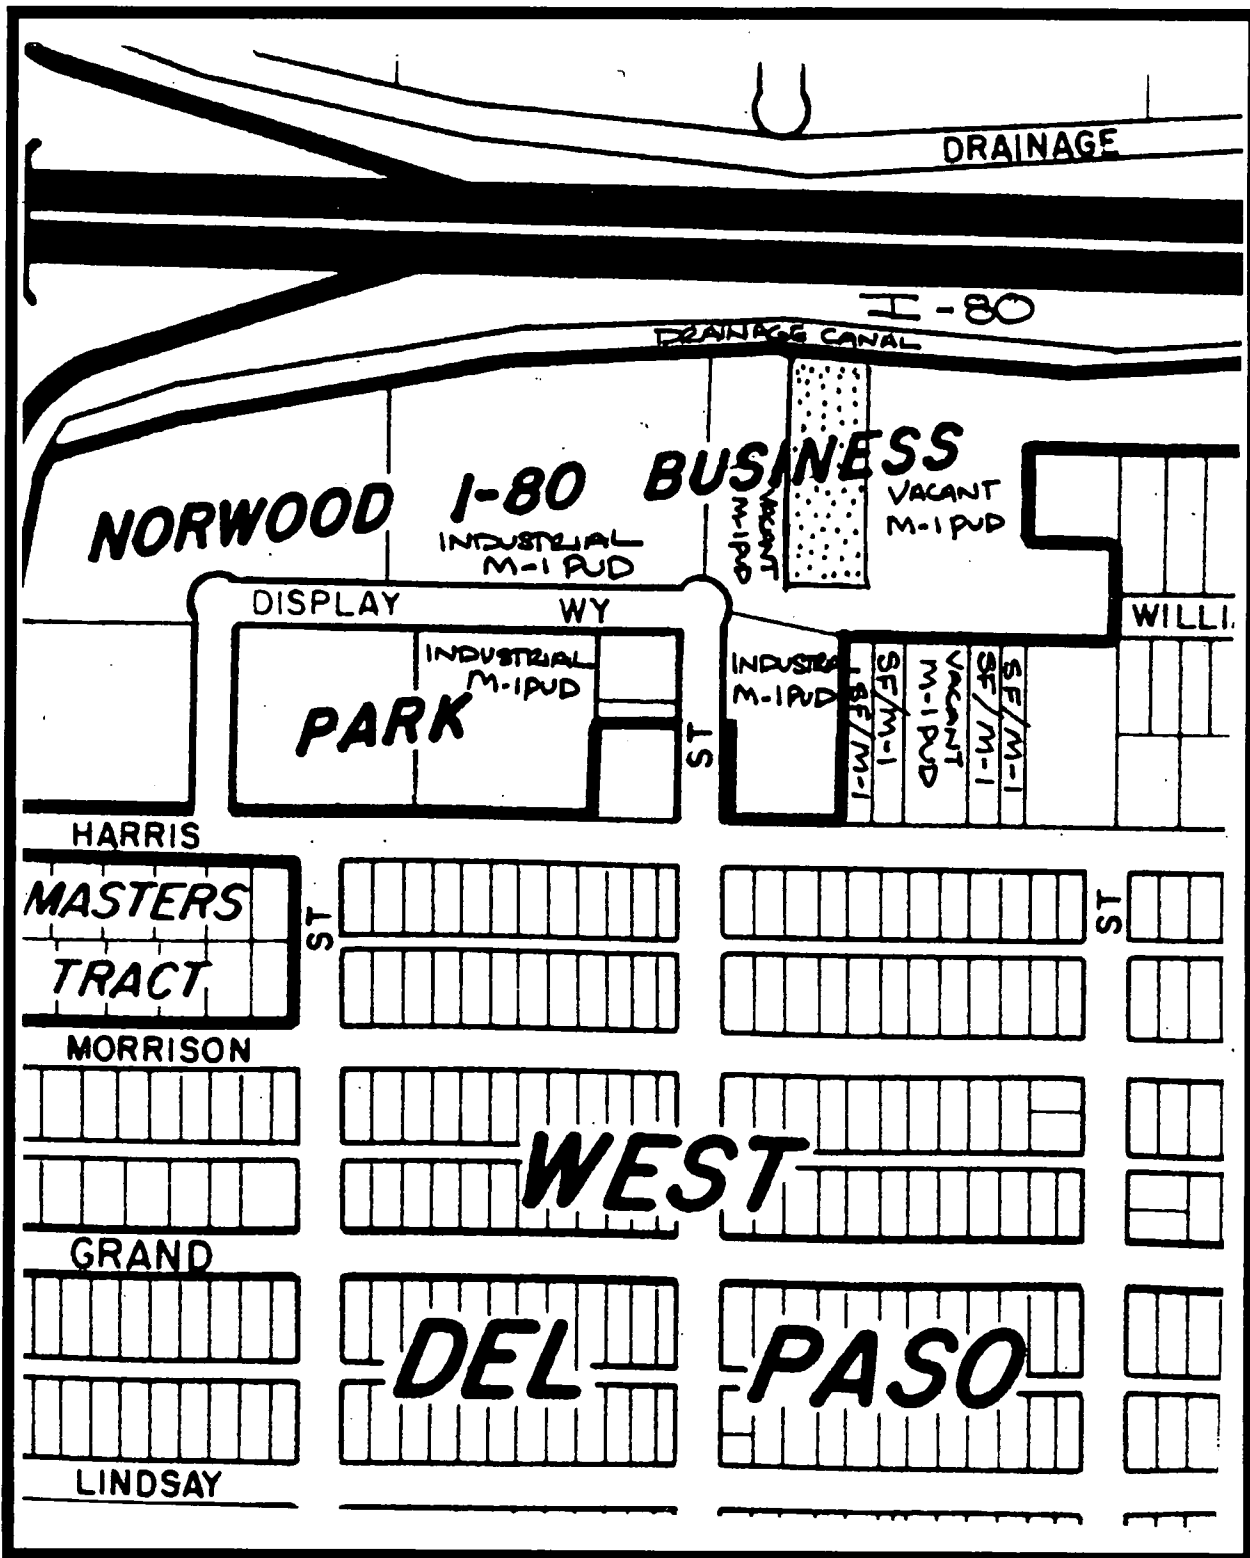 DRAINAGE
I-80
DRAINAGE CANAL
NORWOOD I-80 BUSINESS
VACANT
M-1 PUD
VACANT
M-1 PUD
INDUSTRIAL
M-1 PUD
DISPLAY WY
WILLI
INDUSTRIAL
M-1 PUD
INDUSTRIA
M-1 PUD
SF/M-1
SF/M-1
VACANT
M-1 PUD
SF/M-1
SF/M-1
PARK
ST
HARRIS
MASTERS
ST
ST
TRACT
MORRISON
WEST
GRAND
DEL PASO
LINDSAY